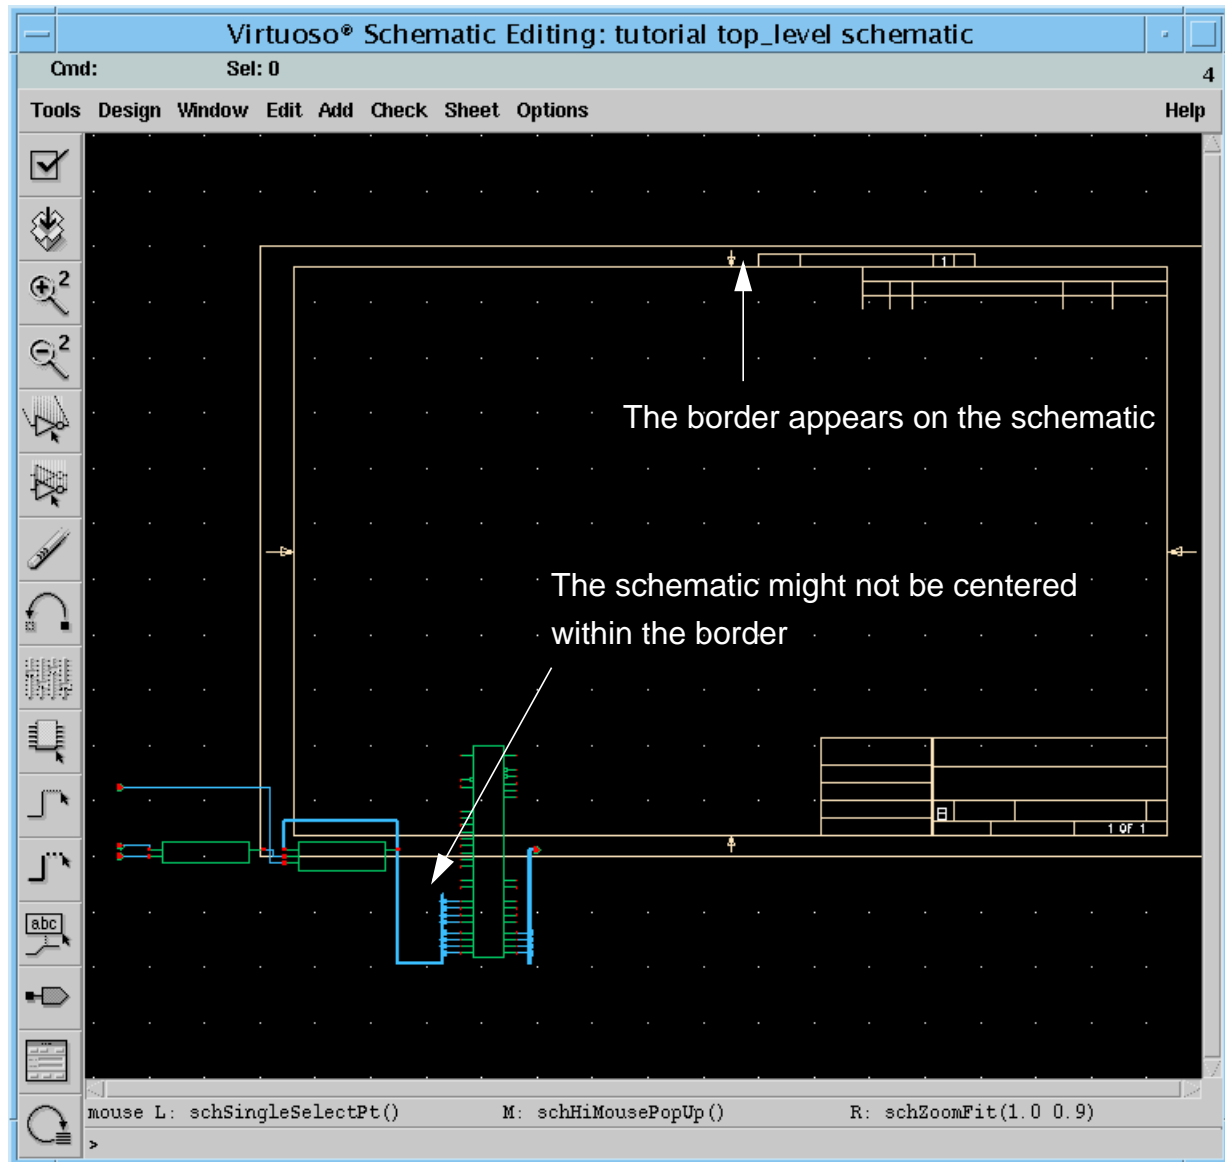 Virtuoso® Schematic Editing: tutorial top_level schematic
Cmd: Sel: 0 4
Tools Design Window Edit Add Check Sheet Options Help
2
2
1
The border appears on the schematic
The schematic might not be centered
within the border
B
1 OF 1
abc
mouse L: schSingleSelectPt() M: schHiMousePopUp() R: schZoomFit(1.0 0.9)
>